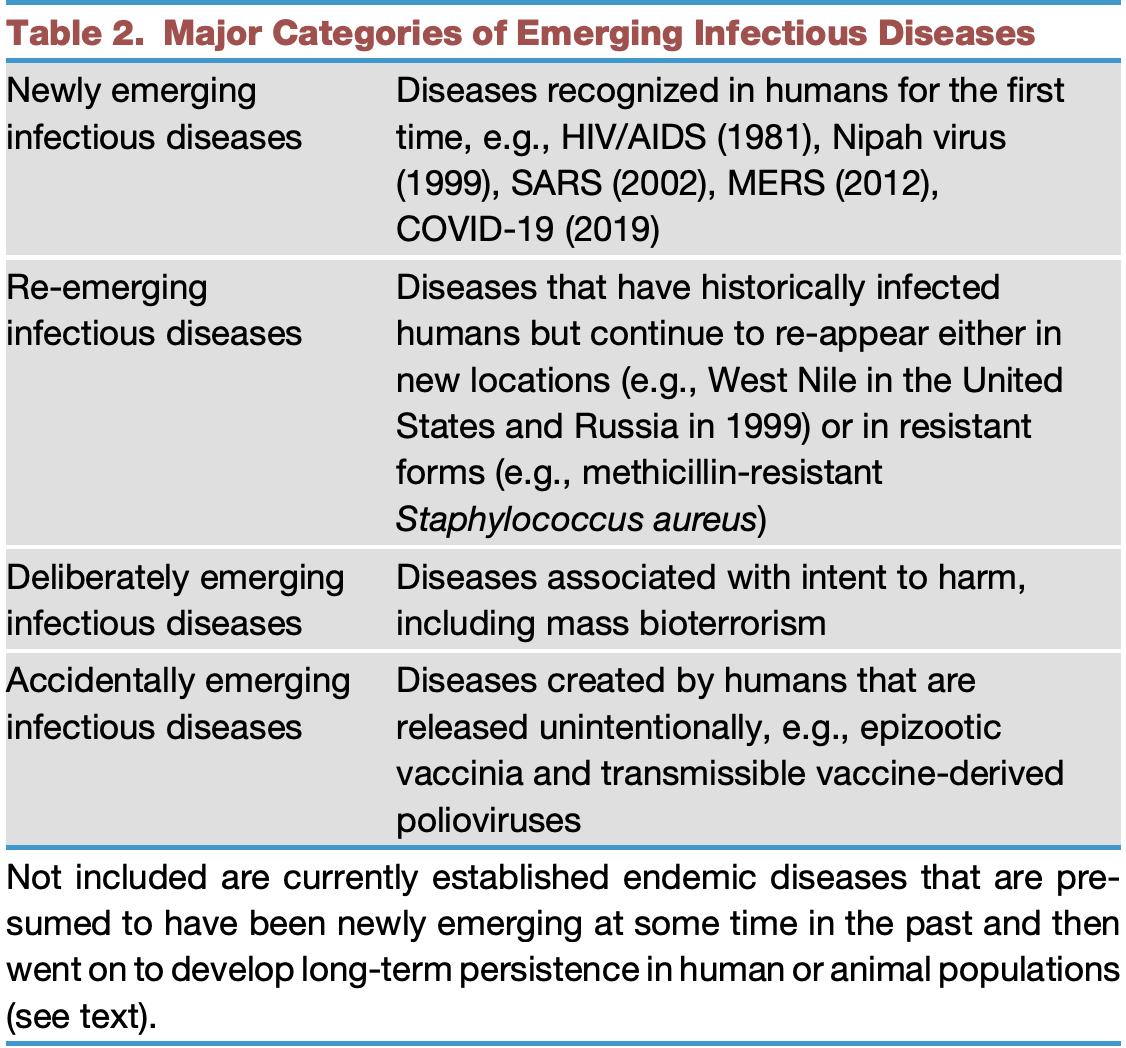 Table 2. Major Categories of Emerging Infectious Diseases
Newly emerging
infectious diseases
Diseases recognized in humans for the first
time, e.g., HIV/AIDS (1981), Nipah virus
(1999), SARS (2002), MERS (2012),
COVID-19 (2019)
Re-emerging
infectious diseases
Diseases that have historically infected
humans but continue to re-appear either in
new locations (e.g., West Nile in the United
States and Russia in 1999) or in resistant
forms (e.g., methicillin-resistant
Staphylococcus aureus)
Deliberately emerging
infectious diseases
Diseases associated with intent to harm,
including mass bioterrorism
Accidentally emerging
infectious diseases
Diseases created by humans that are
released unintentionally, e.g., epizootic
vaccinia and transmissible vaccine-derived
polioviruses
Not included are currently established endemic diseases that are pre-
sumed to have been newly emerging at some time in the past and then
went on to develop long-term persistence in human or animal populations
(see text).